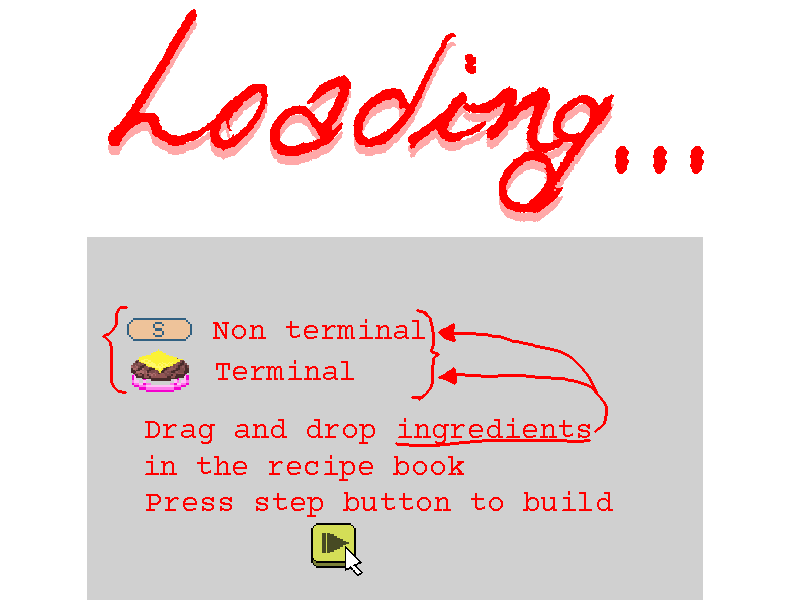 Loading...
S Non terminal
Terminal
Drag and drop ingredients
in the recipe book
Press step button to build